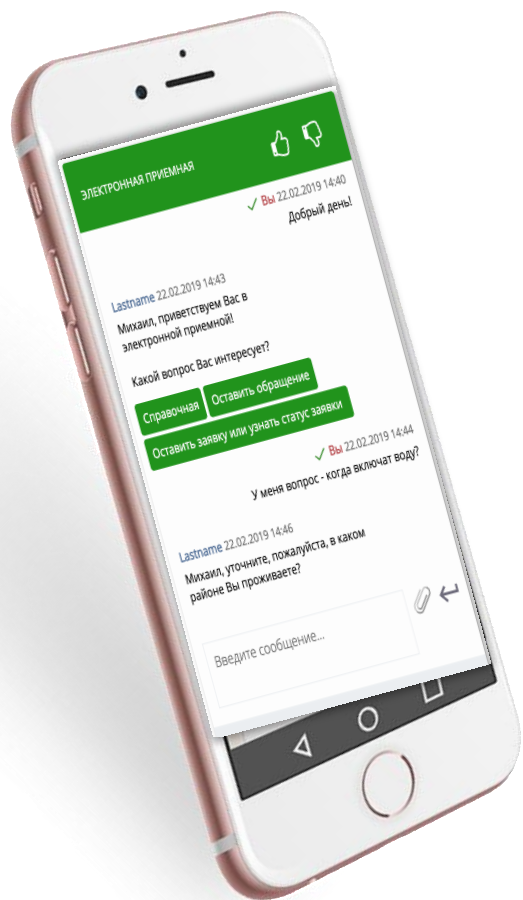 ЭЛЕКТРОННАЯ ПРИЕМНАЯ
Вы 22.02.2019 14:40
Добрый день!
Lastname 22.02.2019 14:43
Михаил, приветствуем Вас в
электронной приемной!
Какой вопрос Вас интересует?
Справочная
Оставить обращение
Оставить заявку или узнать статус заявки
Вы 22.02.2019 14:44
У меня вопрос - когда включат воду?
Lastname 22.02.2019 14:46
Михаил, уточните, пожалуйста, в каком
районе Вы проживаете?
Введите сообщение...